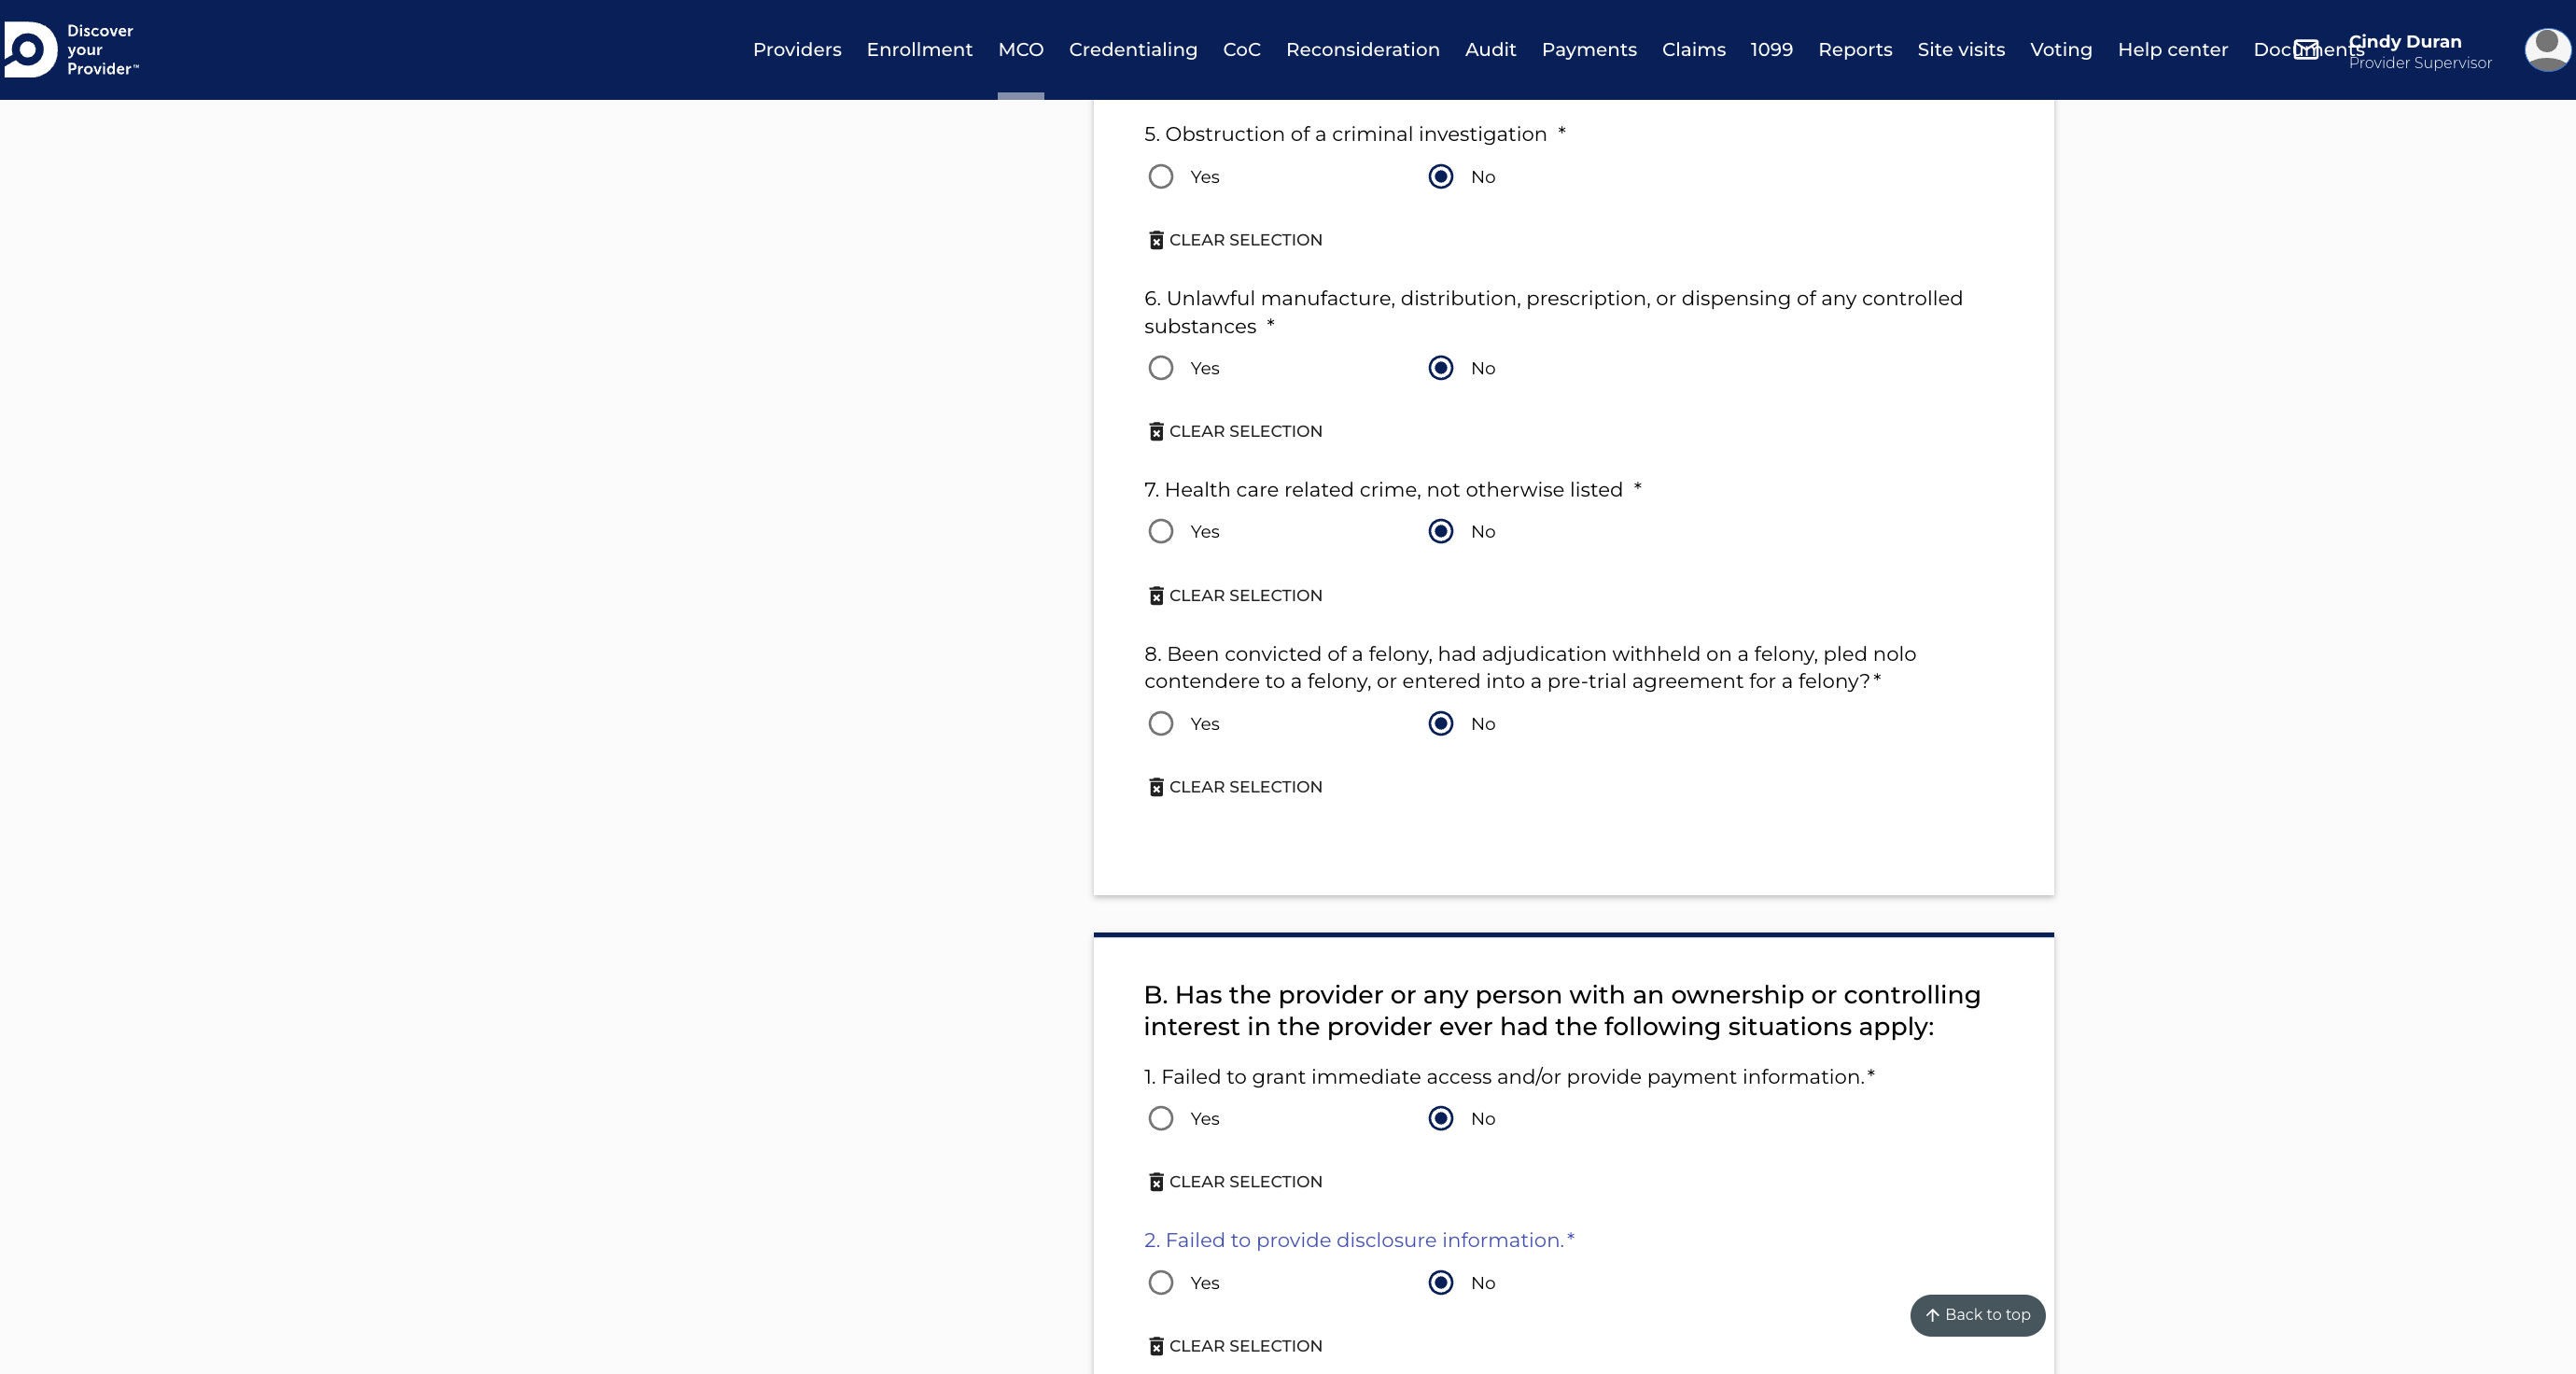 Discover
your
Provider™
Providers Enrollment MCO Credentialing CoC Reconsideration Audit Payments Claims 1099 Reports Site visits Voting Help center Documents
Cindy Duran
Provider Supervisor
5. Obstruction of a criminal investigation *
Yes No
CLEAR SELECTION
6. Unlawful manufacture, distribution, prescription, or dispensing of any controlled
substances *
Yes No
CLEAR SELECTION
7. Health care related crime, not otherwise listed *
Yes No
CLEAR SELECTION
8. Been convicted of a felony, had adjudication withheld on a felony, pled nolo
contendere to a felony, or entered into a pre-trial agreement for a felony?*
Yes No
CLEAR SELECTION
B. Has the provider or any person with an ownership or controlling
interest in the provider ever had the following situations apply:
1. Failed to grant immediate access and/or provide payment information.*
Yes No
CLEAR SELECTION
2. Failed to provide disclosure information.*
Yes No
Back to top
CLEAR SELECTION